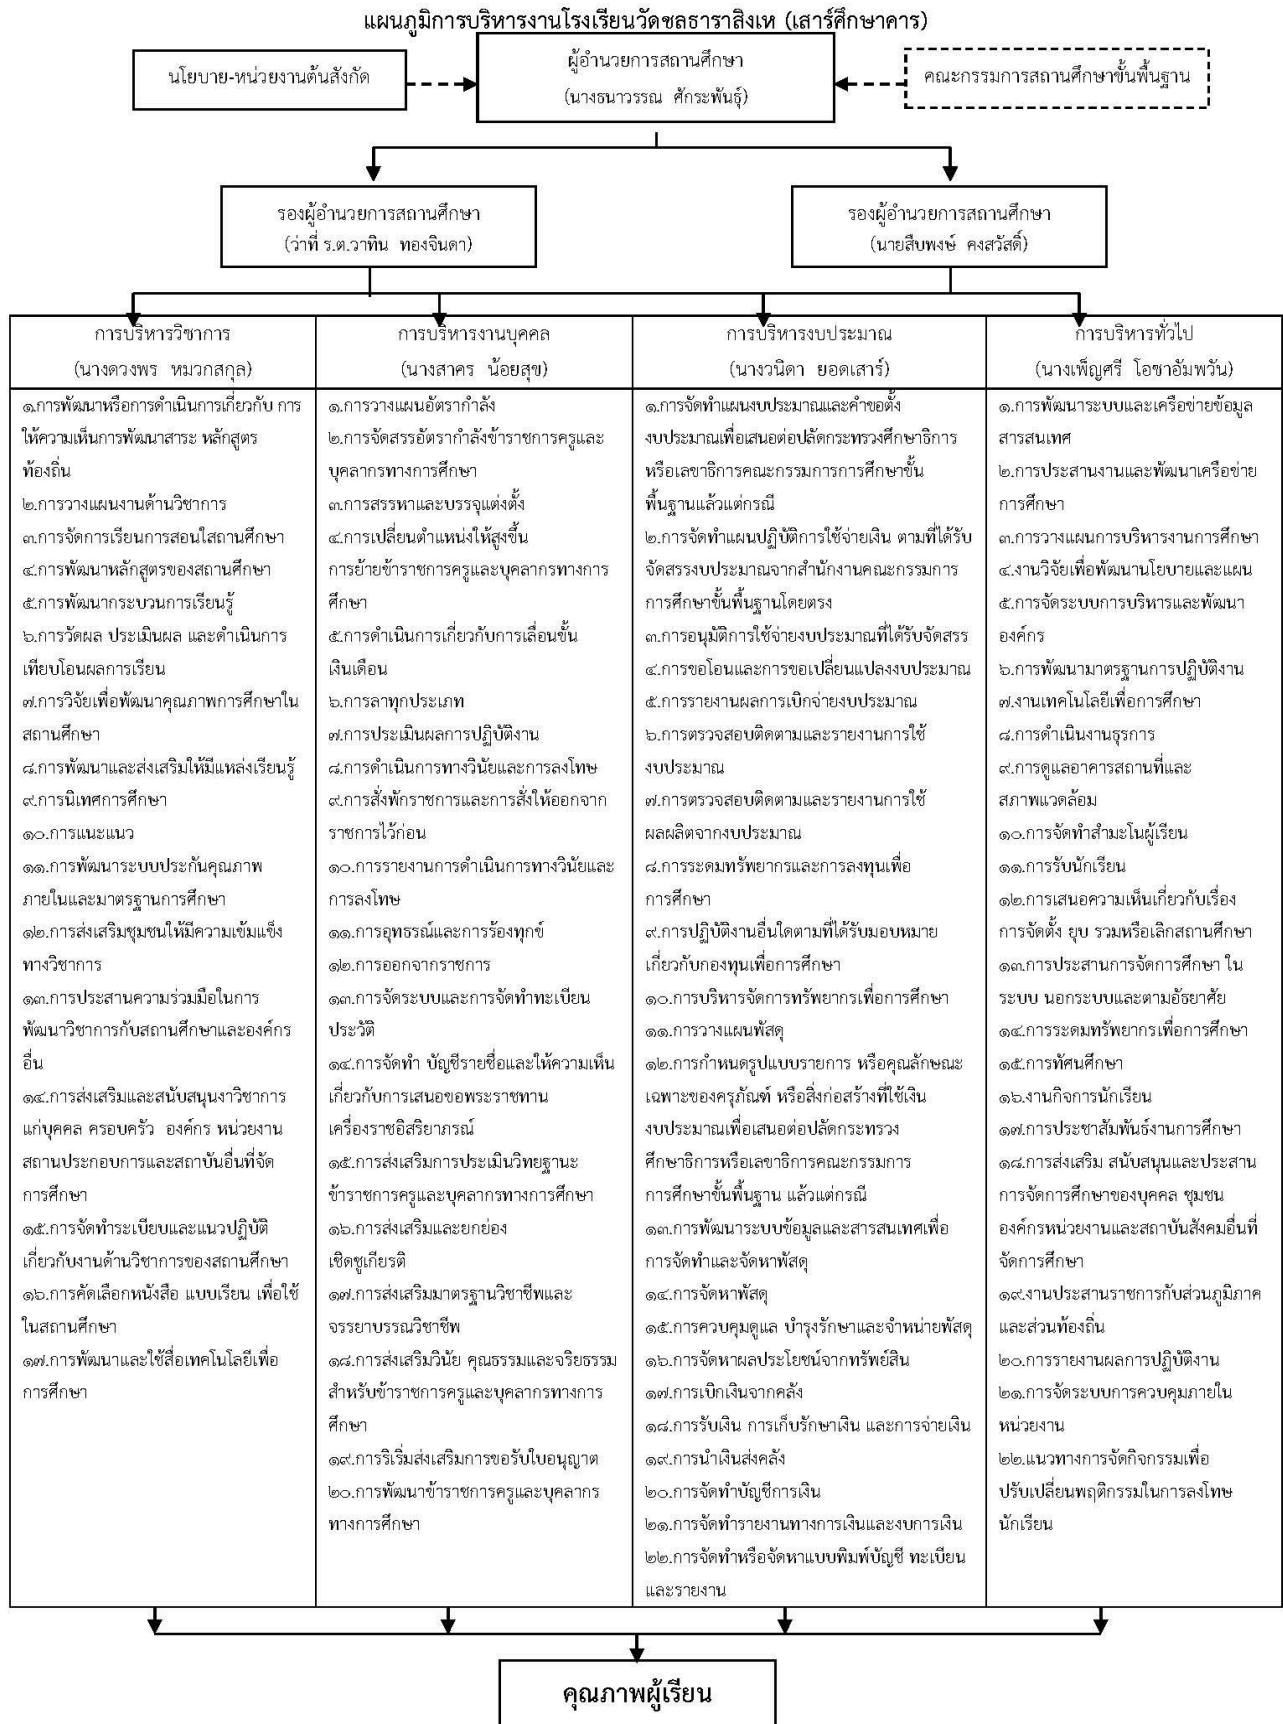 แผนภูมิการบริหารงานโรงเรียนวัดชลธาราสิงเห (เสาร์ศึกษาคาร)
นโยบาย-หน่วยงานต้นสังกัด
ผู้อำนวยการสถานศึกษา
(นางธนาวรรณ ศักระพันธุ์)
คณะกรรมการสถานศึกษาขั้นพื้นฐาน
รองผู้อำนวยการสถานศึกษา
(ว่าที่ ร.ต.วาทิน ทองจินดา)
รองผู้อำนวยการสถานศึกษา
(นายสืบพงษ์ คงสวัสดิ์)
การบริหารวิชาการ
(นางดวงพร หมวกสกุล)
๑.การพัฒนาหรือการดำเนินการเกี่ยวกับ การ
ให้ความเห็นการพัฒนาสาระ หลักสูตร
ท้องถิ่น
๒.การวางแผนงานด้านวิชาการ
๓.การจัดการเรียนการสอนใสถานศึกษา
๔.การพัฒนาหลักสูตรของสถานศึกษา
๕.การพัฒนากระบวนการเรียนรู้
๖.การวัดผล ประเมินผล และดำเนินการ
เทียบโอนผลการเรียน
๗.การวิจัยเพื่อพัฒนาคุณภาพการศึกษาใน
สถานศึกษา
๘.การพัฒนาและส่งเสริมให้มีแหล่งเรียนรู้
๙.การนิเทศการศึกษา
๑๐.การแนะแนว
๑๑.การพัฒนาระบบประกันคุณภาพ
ภายในและมาตรฐานการศึกษา
๑๒.การส่งเสริมชุมชนให้มีความเข้มแข็ง
ทางวิชาการ
๑๓.การประสานความร่วมมือในการ
พัฒนาวิชาการกับสถานศึกษาและองค์กร
อื่น
๑๔.การส่งเสริมและสนับสนุนงาวิชาการ
แก่บุคคล ครอบครัว องค์กร หน่วยงาน
สถานประกอบการและสถาบันอื่นที่จัด
การศึกษา
๑๕.การจัดทำระเบียบและแนวปฏิบัติ
เกี่ยวกับงานด้านวิชาการของสถานศึกษา
๑๖.การคัดเลือกหนังสือ แบบเรียน เพื่อใช้
ในสถานศึกษา
๑๗.การพัฒนาและใช้สื่อเทคโนโลยีเพื่อ
การศึกษา
การบริหารงานบุคคล
(นางสาคร น้อยสุข)
๑.การวางแผนอัตรากำลัง
๒.การจัดสรรอัตรากำลังข้าราชการครูและ
บุคลากรทางการศึกษา
๓.การสรรหาและบรรจุแต่งตั้ง
๔.การเปลี่ยนตำแหน่งให้สูงขึ้น
การย้ายข้าราชการครูและบุคลากรทางการ
ศึกษา
๕.การดำเนินการเกี่ยวกับการเลื่อนขั้น
เงินเดือน
๖.การลาทุกประเภท
๗.การประเมินผลการปฏิบัติงาน
๘.การดำเนินการทางวินัยและการลงโทษ
๙.การสั่งพักราชการและการสั่งให้ออกจาก
ราชการไว้ก่อน
๑๐.การรายงานการดำเนินการทางวินัยและ
การลงโทษ
๑๑.การอุทธรณ์และการร้องทุกข์
๑๒.การออกจากราชการ
๑๓.การจัดระบบและการจัดทำทะเบียน
ประวัติ
๑๔.การจัดทำ บัญชีรายชื่อและให้ความเห็น
เกี่ยวกับการเสนอขอพระราชทาน
เครื่องราชอิสริยาภรณ์
๑๕.การส่งเสริมการประเมินวิทยฐานะ
ข้าราชการครูและบุคลากรทางการศึกษา
๑๖.การส่งเสริมและยกย่อง
เชิดชูเกียรติ
๑๗.การส่งเสริมมาตรฐานวิชาชีพและ
จรรยาบรรณวิชาชีพ
๑๘.การส่งเสริมวินัย คุณธรรมและจริยธรรม
สำหรับข้าราชการครูและบุคลากรทางการ
ศึกษา
๑๙.การริเริ่มส่งเสริมการขอรับใบอนุญาต
๒๐.การพัฒนาข้าราชการครูและบุคลากร
ทางการศึกษา
การบริหารงบประมาณ
(นางวนิดา ยอดเสาร์)
๑.การจัดทำแผนงบประมาณและคำขอตั้ง
งบประมาณเพื่อเสนอต่อปลัดกระทรวงศึกษาธิการ
หรือเลขาธิการคณะกรรมการการศึกษาขั้น
พื้นฐานแล้วแต่กรณี
๒.การจัดทำแผนปฏิบัติการใช้จ่ายเงิน ตามที่ได้รับ
จัดสรรงบประมาณจากสำนักงานคณะกรรมการ
การศึกษาขั้นพื้นฐานโดยตรง
๓.การอนุมัติการใช้จ่ายงบประมาณที่ได้รับจัดสรร
๔.การขอโอนและการขอเปลี่ยนแปลงงบประมาณ
๕.การรายงานผลการเบิกจ่ายงบประมาณ
๖.การตรวจสอบติดตามและรายงานการใช้
งบประมาณ
๗.การตรวจสอบติดตามและรายงานการใช้
ผลผลิตจากงบประมาณ
๘.การระดมทรัพยากรและการลงทุนเพื่อ
การศึกษา
๙.การปฏิบัติงานอื่นใดตามที่ได้รับมอบหมาย
เกี่ยวกับกองทุนเพื่อการศึกษา
๑๐.การบริหารจัดการทรัพยากรเพื่อการศึกษา
๑๑.การวางแผนพัสดุ
๑๒.การกำหนดรูปแบบรายการ หรือคุณลักษณะ
เฉพาะของครุภัณฑ์ หรือสิ่งก่อสร้างที่ใช้เงิน
งบประมาณเพื่อเสนอต่อปลัดกระทรวง
ศึกษาธิการหรือเลขาธิการคณะกรรมการ
การศึกษาขั้นพื้นฐาน แล้วแต่กรณี
๑๓.การพัฒนาระบบข้อมูลและสารสนเทศเพื่อ
การจัดทำและจัดหาพัสดุ
๑๔.การจัดหาพัสดุ
๑๕.การควบคุมดูแล บำรุงรักษาและจำหน่ายพัสดุ
๑๖.การจัดหาผลประโยชน์จากทรัพย์สิน
๑๗.การเบิกเงินจากคลัง
๑๘.การรับเงิน การเก็บรักษาเงิน และการจ่ายเงิน
๑๙.การนำเงินส่งคลัง
๒๐.การจัดทำบัญชีการเงิน
๒๑.การจัดทำรายงานทางการเงินและงบการเงิน
๒๒.การจัดทำหรือจัดหาแบบพิมพ์บัญชี ทะเบียน
และรายงาน
การบริหารทั่วไป
(นางเพ็ญศรี โอชาอัมพวัน)
๑.การพัฒนาระบบและเครือข่ายข้อมูล
สารสนเทศ
๒.การประสานงานและพัฒนาเครือข่าย
การศึกษา
๓.การวางแผนการบริหารงานการศึกษา
๔.งานวิจัยเพื่อพัฒนานโยบายและแผน
๕.การจัดระบบการบริหารและพัฒนา
องค์กร
๖.การพัฒนามาตรฐานการปฏิบัติงาน
๗.งานเทคโนโลยีเพื่อการศึกษา
๘.การดำเนินงานธุรการ
๙.การดูแลอาคารสถานที่และ
สภาพแวดล้อม
๑๐.การจัดทำสำมะโนผู้เรียน
๑๑.การรับนักเรียน
๑๒.การเสนอความเห็นเกี่ยวกับเรื่อง
การจัดตั้ง ยุบ รวมหรือเลิกสถานศึกษา
๑๓.การประสานการจัดการศึกษา ใน
ระบบ นอกระบบและตามอัธยาศัย
๑๔.การระดมทรัพยากรเพื่อการศึกษา
๑๕.การทัศนศึกษา
๑๖.งานกิจการนักเรียน
๑๗.การประชาสัมพันธ์งานการศึกษา
๑๘.การส่งเสริม สนับสนุนและประสาน
การจัดการศึกษาของบุคคล ชุมชน
องค์กรหน่วยงานและสถาบันสังคมอื่นที่
จัดการศึกษา
๑๙.งานประสานราชการกับส่วนภูมิภาค
และส่วนท้องถิ่น
๒๐.การรายงานผลการปฏิบัติงาน
๒๑.การจัดระบบการควบคุมภายใน
หน่วยงาน
๒๒.แนวทางการจัดกิจกรรมเพื่อ
ปรับเปลี่ยนพฤติกรรมในการลงโทษ
นักเรียน
คุณภาพผู้เรียน